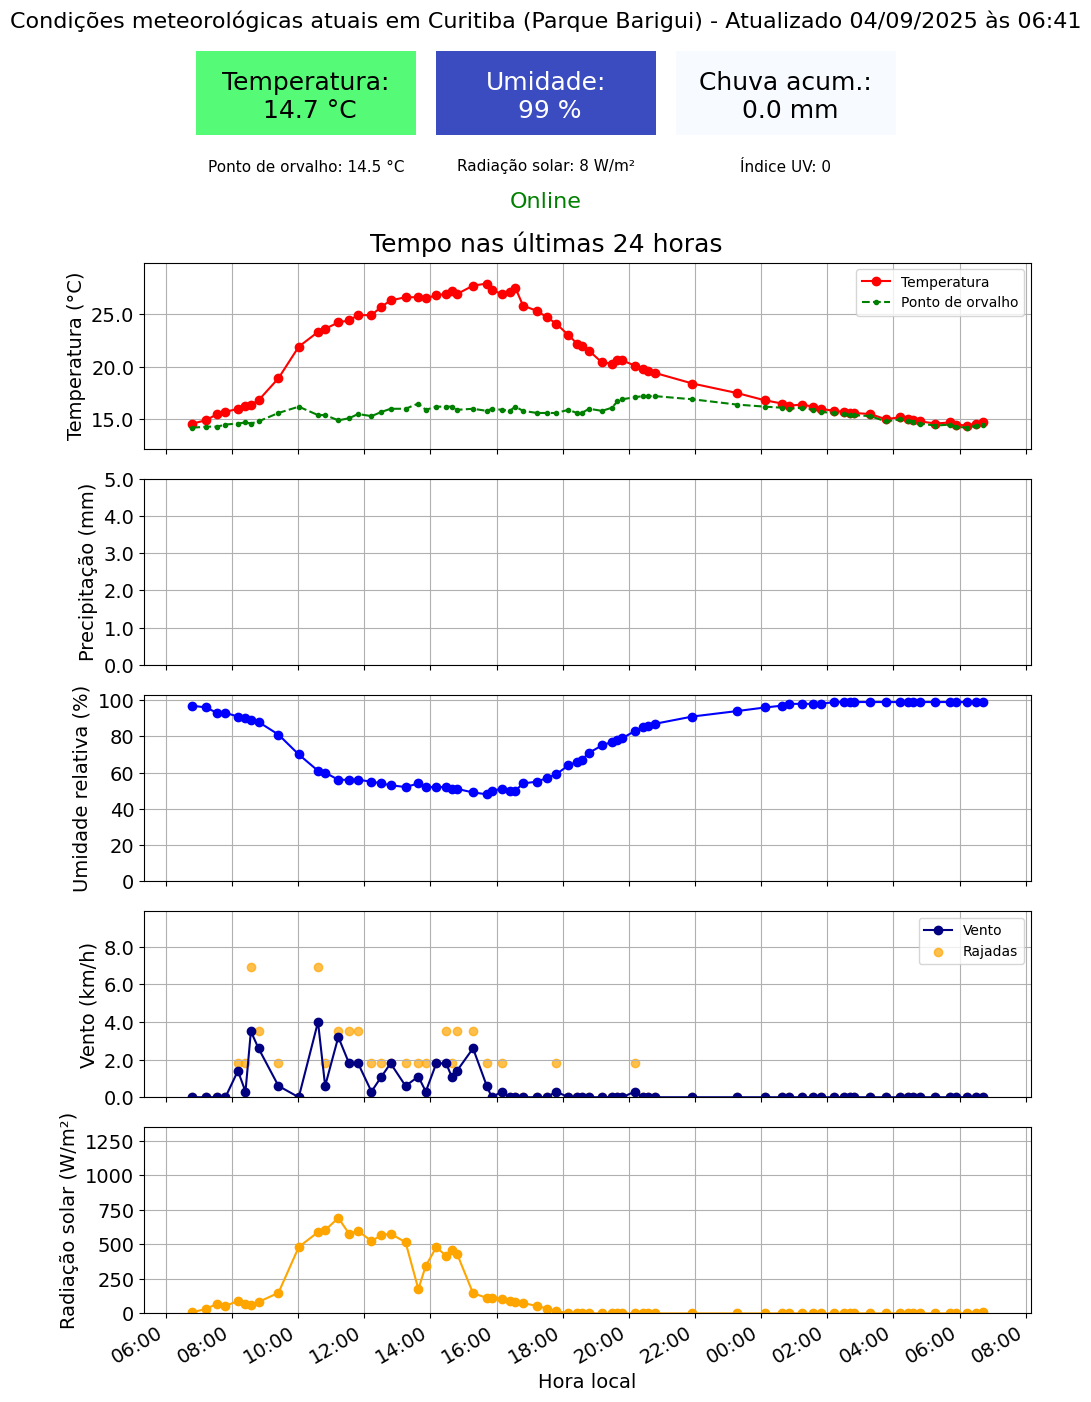 Condições meteorológicas atuais em Curitiba (Parque Barigui) - Atualizado 04/09/2025 às 06:41
Temperatura:
14.7 °C
Umidade:
99 %
Chuva acum.:
0.0 mm
Ponto de orvalho: 14.5 °C
Radiação solar: 8 W/m²
Índice UV: 0
Online
Tempo nas últimas 24 horas
Temperatura (°C)
25.0
20.0
15.0
Temperatura
Ponto de orvalho
Precipitação (mm)
5.0
4.0
3.0
2.0
1.0
0.0
Umidade relativa (%)
100
80
60
40
20
0
Vento (km/h)
8.0
6.0
4.0
2.0
0.0
Vento
Rajadas
Radiação solar (W/m²)
1250
1000
750
500
250
0
06:00
08:00
10:00
12:00
14:00
16:00
18:00
20:00
22:00
00:00
02:00
04:00
06:00
08:00
Hora local